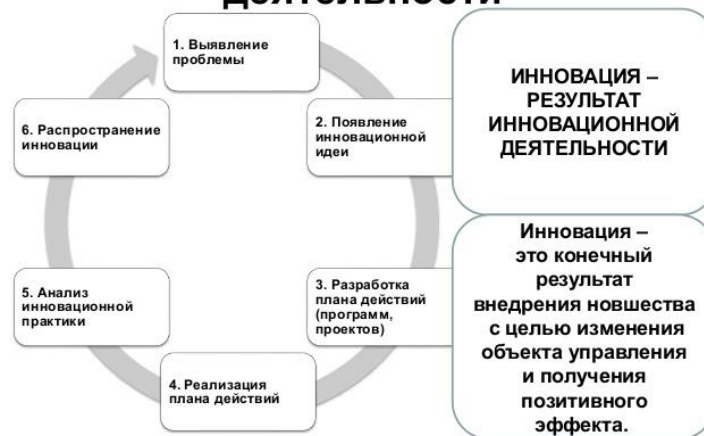 ДЕЯТЕЛЬНОСТИ
1. Выявление
проблемы
2. Появление
инновационной
идеи
3. Разработка
плана действий
(программ,
проектов)
4. Реализация
плана действий
5. Анализ
инновационной
практики
6. Распространение
инновации
ИННОВАЦИЯ –
РЕЗУЛЬТАТ
ИННОВАЦИОННОЙ
ДЕЯТЕЛЬНОСТИ
Инновация –
это конечный
результат
внедрения новшества
с целью изменения
объекта управления
и получения
позитивного
эффекта.